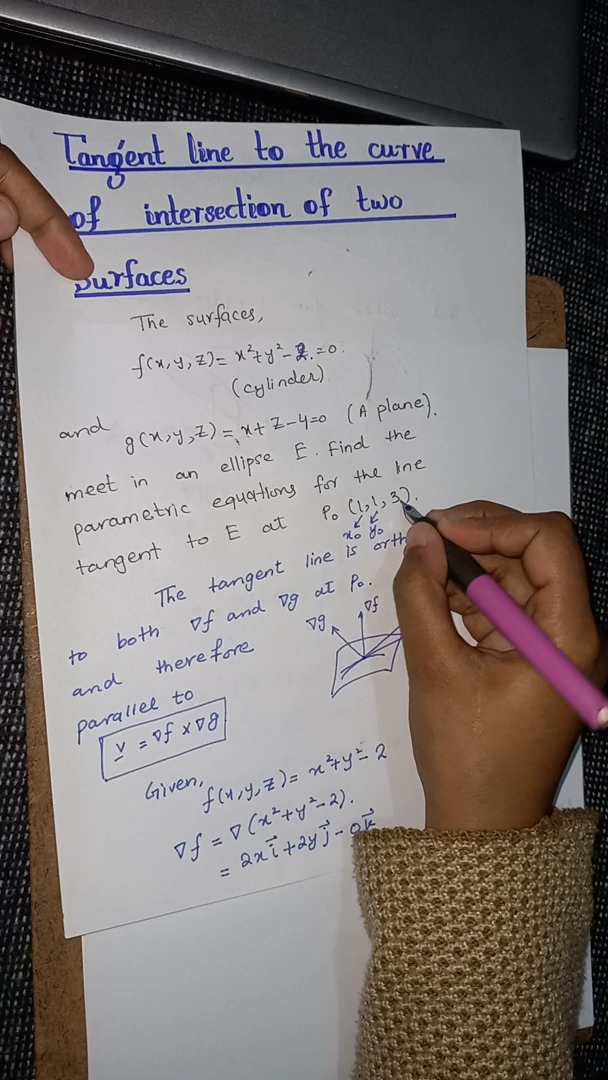 Tangent line to the curve
of intersection of two
Surfaces
The surfaces,
f(x,y,z) = x²+y²-2=0.
(cylinder)
and g(x,y,z) = x+z-4=0 (A plane).
meet in an ellipse E. Find the
parametric equations for the line
tangent to E at P₀ (1,1,3).
x₀ y₀
The tangent line is orth
to both ∇f and ∇g at P₀.
and therefore
parallel to
∇g ∇f
v = ∇f x ∇g
Given,
f(x,y,z) = x²+y²-2
∇f = ∇(x²+y²-2).
= 2xi⃗+2yj⃗-0k⃗